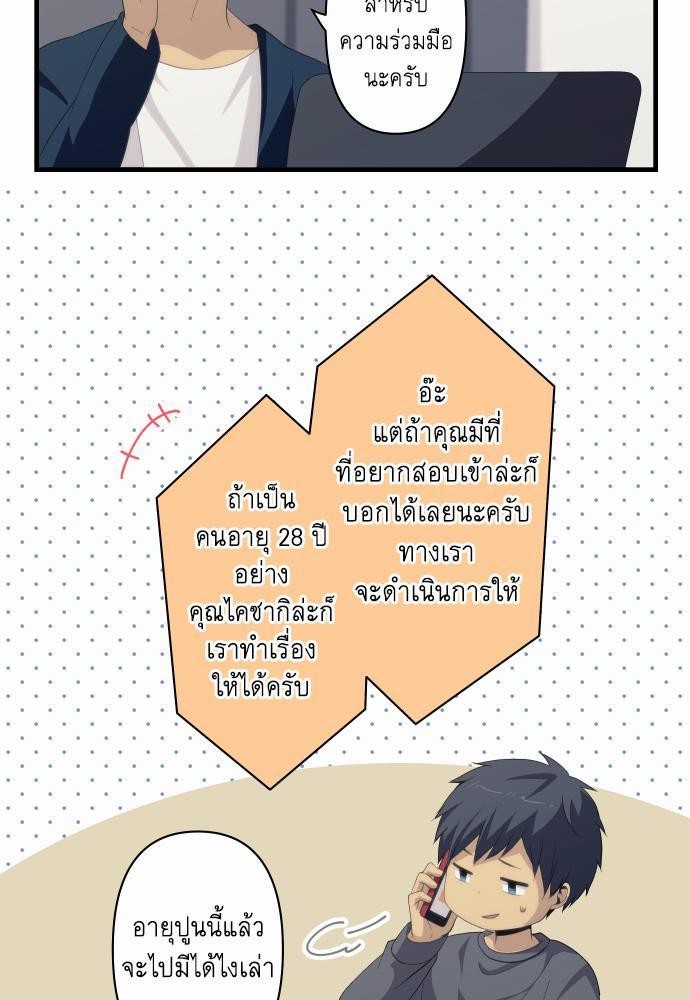 สำหรับ
ความร่วมมือ
นะครับ
อ๊ะ
แต่ถ้าคุณมีที่
ที่อยากสอบเข้าล่ะก็
บอกได้เลยนะครับ
ทางเรา
จะดำเนินการให้
ถ้าเป็น
คนอายุ 28 ปี
อย่าง
คุณไคซากิล่ะก็
เราทำเรื่อง
ให้ได้ครับ
อายุปูนนี้แล้ว
จะไปมีได้ไงเล่า